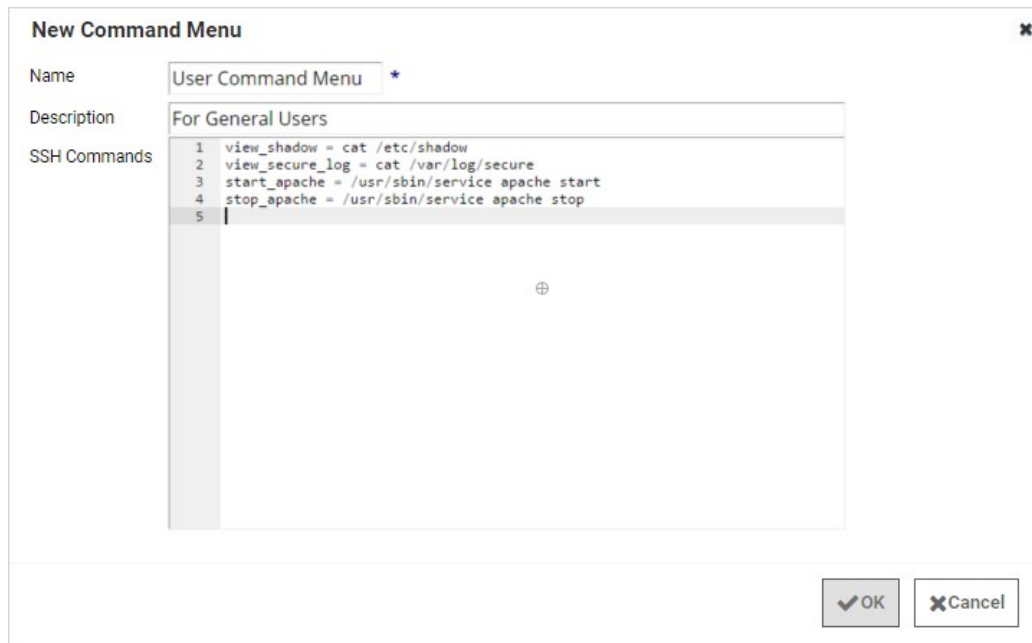 New Command Menu
Name
User Command Menu *
Description
For General Users
SSH Commands
1 view_shadow = cat /etc/shadow
2 view_secure_log = cat /var/log/secure
3 start_apache = /usr/sbin/service apache start
4 stop_apache = /usr/sbin/service apache stop
5
OK
Cancel